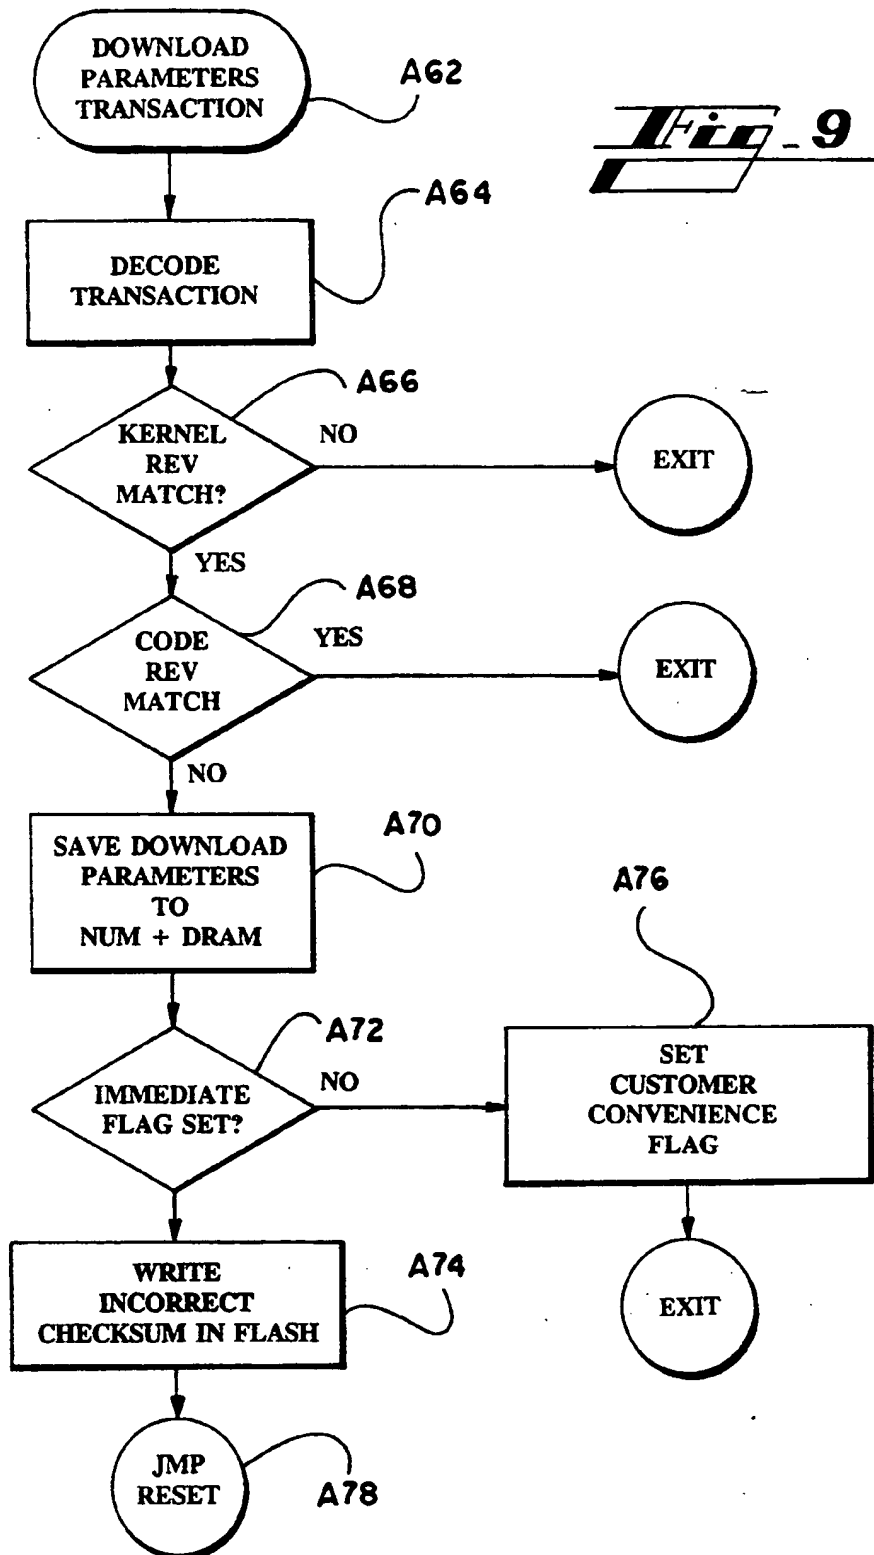 DOWNLOAD
PARAMETERS
TRANSACTION
A62
Fig_9
A64
DECODE
TRANSACTION
A66
KERNEL
REV
MATCH?
NO
EXIT
YES
A68
CODE
REV
MATCH
YES
EXIT
NO
A70
SAVE DOWNLOAD
PARAMETERS
TO
NUM + DRAM
A76
A72
IMMEDIATE
FLAG SET?
NO
SET
CUSTOMER
CONVENIENCE
FLAG
WRITE
INCORRECT
CHECKSUM IN FLASH
A74
EXIT
JMP
RESET
A78